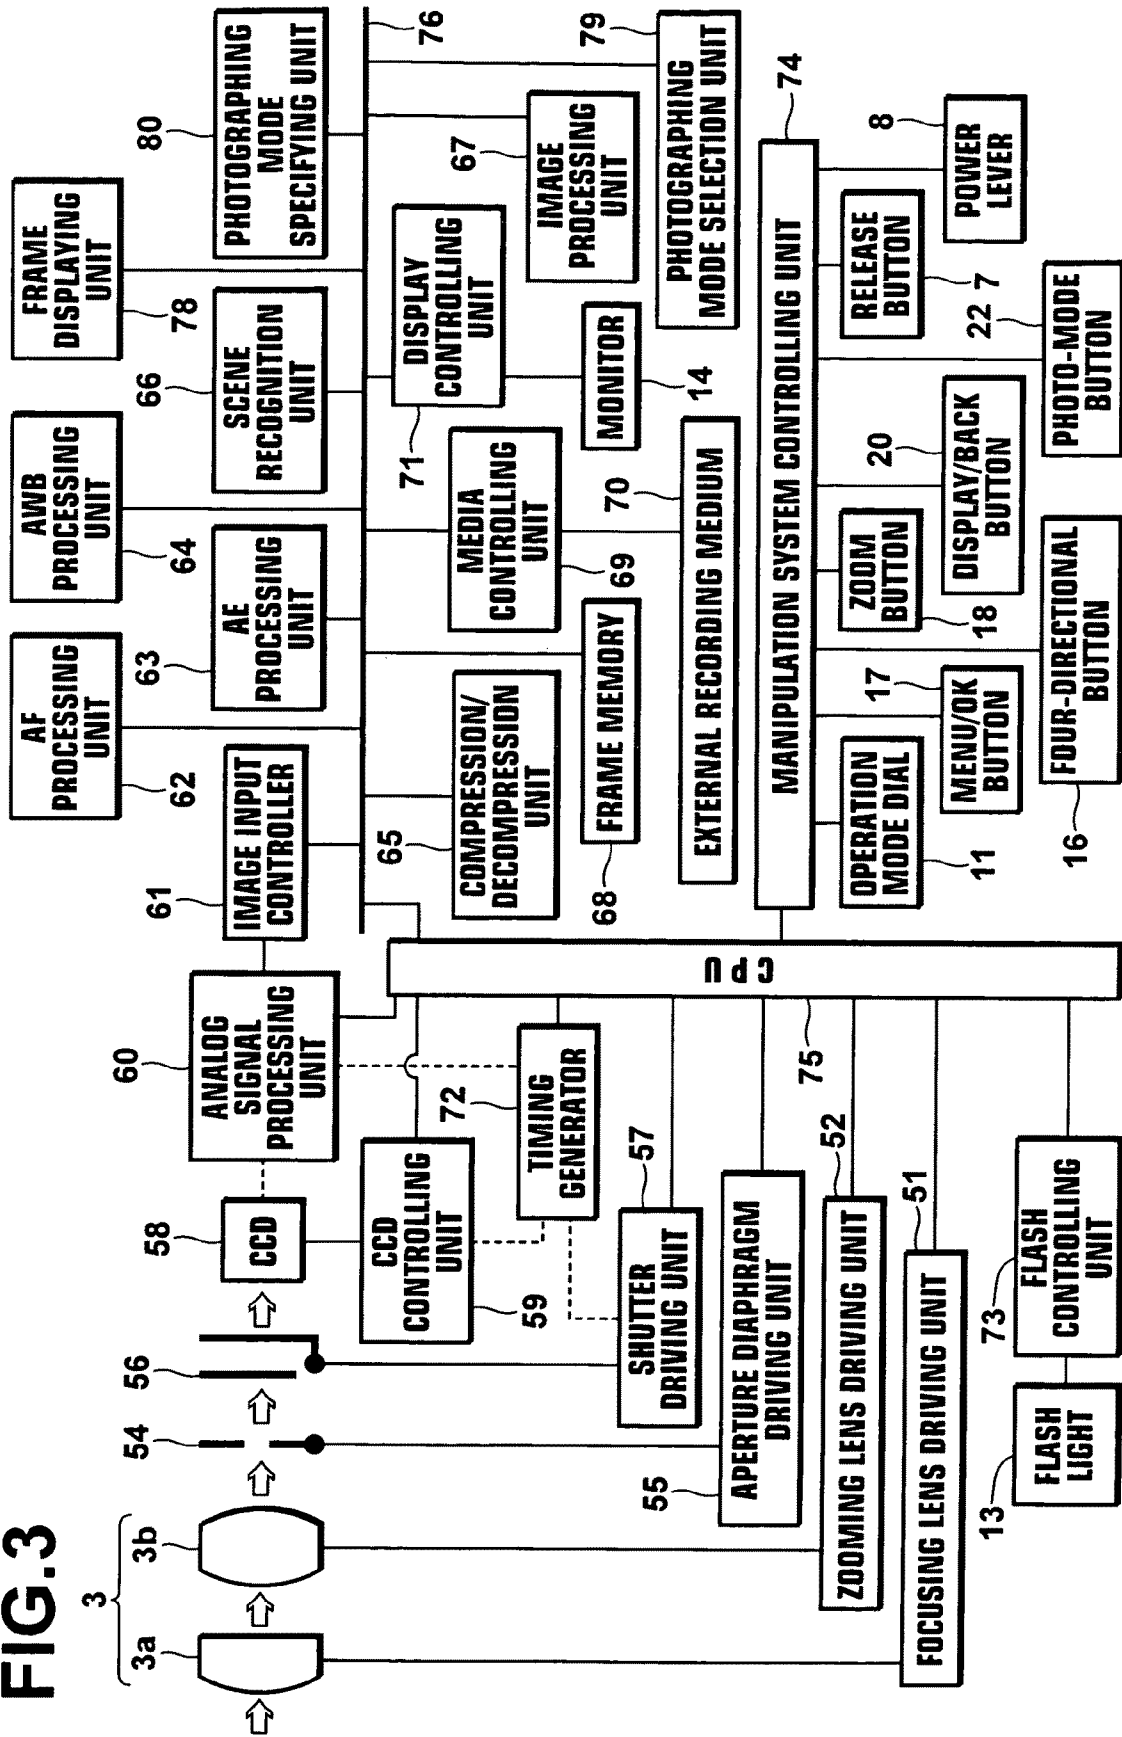 FIG.3
3
3a
3b
54
56
58
CCD
60
ANALOG
SIGNAL
PROCESSING
UNIT
61
IMAGE INPUT
CONTROLLER
62
AF
PROCESSING
UNIT
63
AE
PROCESSING
UNIT
64
AWB
PROCESSING
UNIT
66
SCENE
RECOGNITION
UNIT
78
FRAME
DISPLAYING
UNIT
80
PHOTOGRAPHING
MODE
SPECIFYING UNIT
76
59
CCD
CONTROLLING
UNIT
72
TIMING
GENERATOR
57
SHUTTER
DRIVING UNIT
55
APERTURE DIAPHRAGM
DRIVING UNIT
52
ZOOMING LENS DRIVING UNIT
51
FOCUSING LENS DRIVING UNIT
13
FLASH
LIGHT
73
FLASH
CONTROLLING
UNIT
75
CPU
65
COMPRESSION/
DECOMPRESSION
UNIT
68
FRAME MEMORY
69
MEDIA
CONTROLLING
UNIT
70
EXTERNAL RECORDING MEDIUM
71
DISPLAY
CONTROLLING
UNIT
14
MONITOR
67
IMAGE
PROCESSING
UNIT
79
PHOTOGRAPHING
MODE SELECTION UNIT
74
MANIPULATION SYSTEM CONTROLLING UNIT
11
OPERATION
MODE DIAL
17
MENU/OK
BUTTON
16
FOUR-DIRECTIONAL
BUTTON
18
ZOOM
BUTTON
20
DISPLAY/BACK
BUTTON
22
PHOTO-MODE
BUTTON
7
RELEASE
BUTTON
8
POWER
LEVER